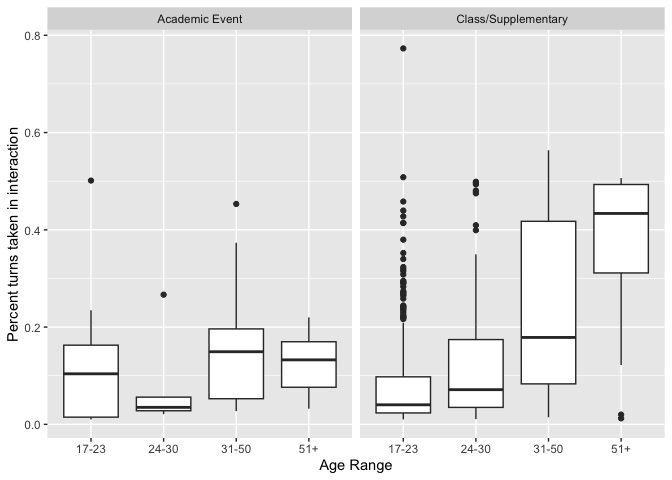 Academic Event
Class/Supplementary
Percent turns taken in interaction
0.8
0.6
0.4
0.2
0.0
17-23 24-30 31-50 51+
17-23 24-30 31-50 51+
Age Range